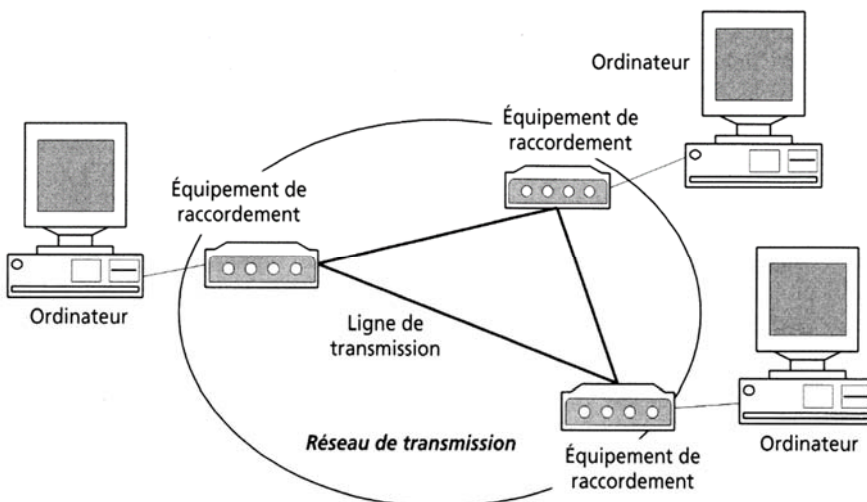 Ordinateur
Équipement de
raccordement
Équipement de
raccordement
Ordinateur
Ligne de
transmission
Réseau de transmission
Équipement de
raccordement
Ordinateur